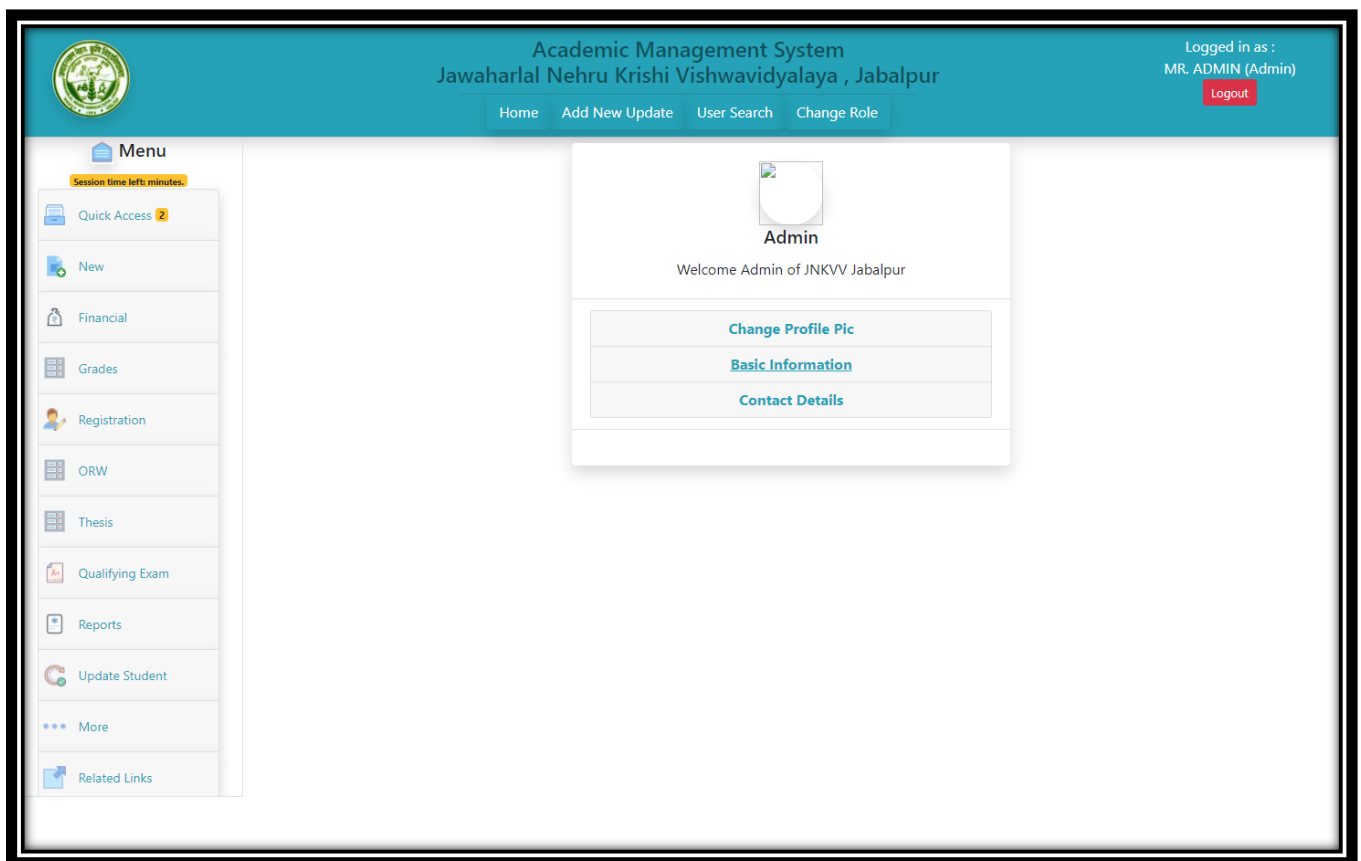 Academic Management System
Jawaharlal Nehru Krishi Vishwavidyalaya , Jabalpur
Home Add New Update User Search Change Role
Logged in as :
MR. ADMIN (Admin)
Logout
Menu
Session time left: minutes.
Quick Access 2
New
Financial
Grades
Registration
ORW
Thesis
Qualifying Exam
Reports
Update Student
More
Related Links
Admin
Welcome Admin of JNKVV Jabalpur
Change Profile Pic
Basic Information
Contact Details